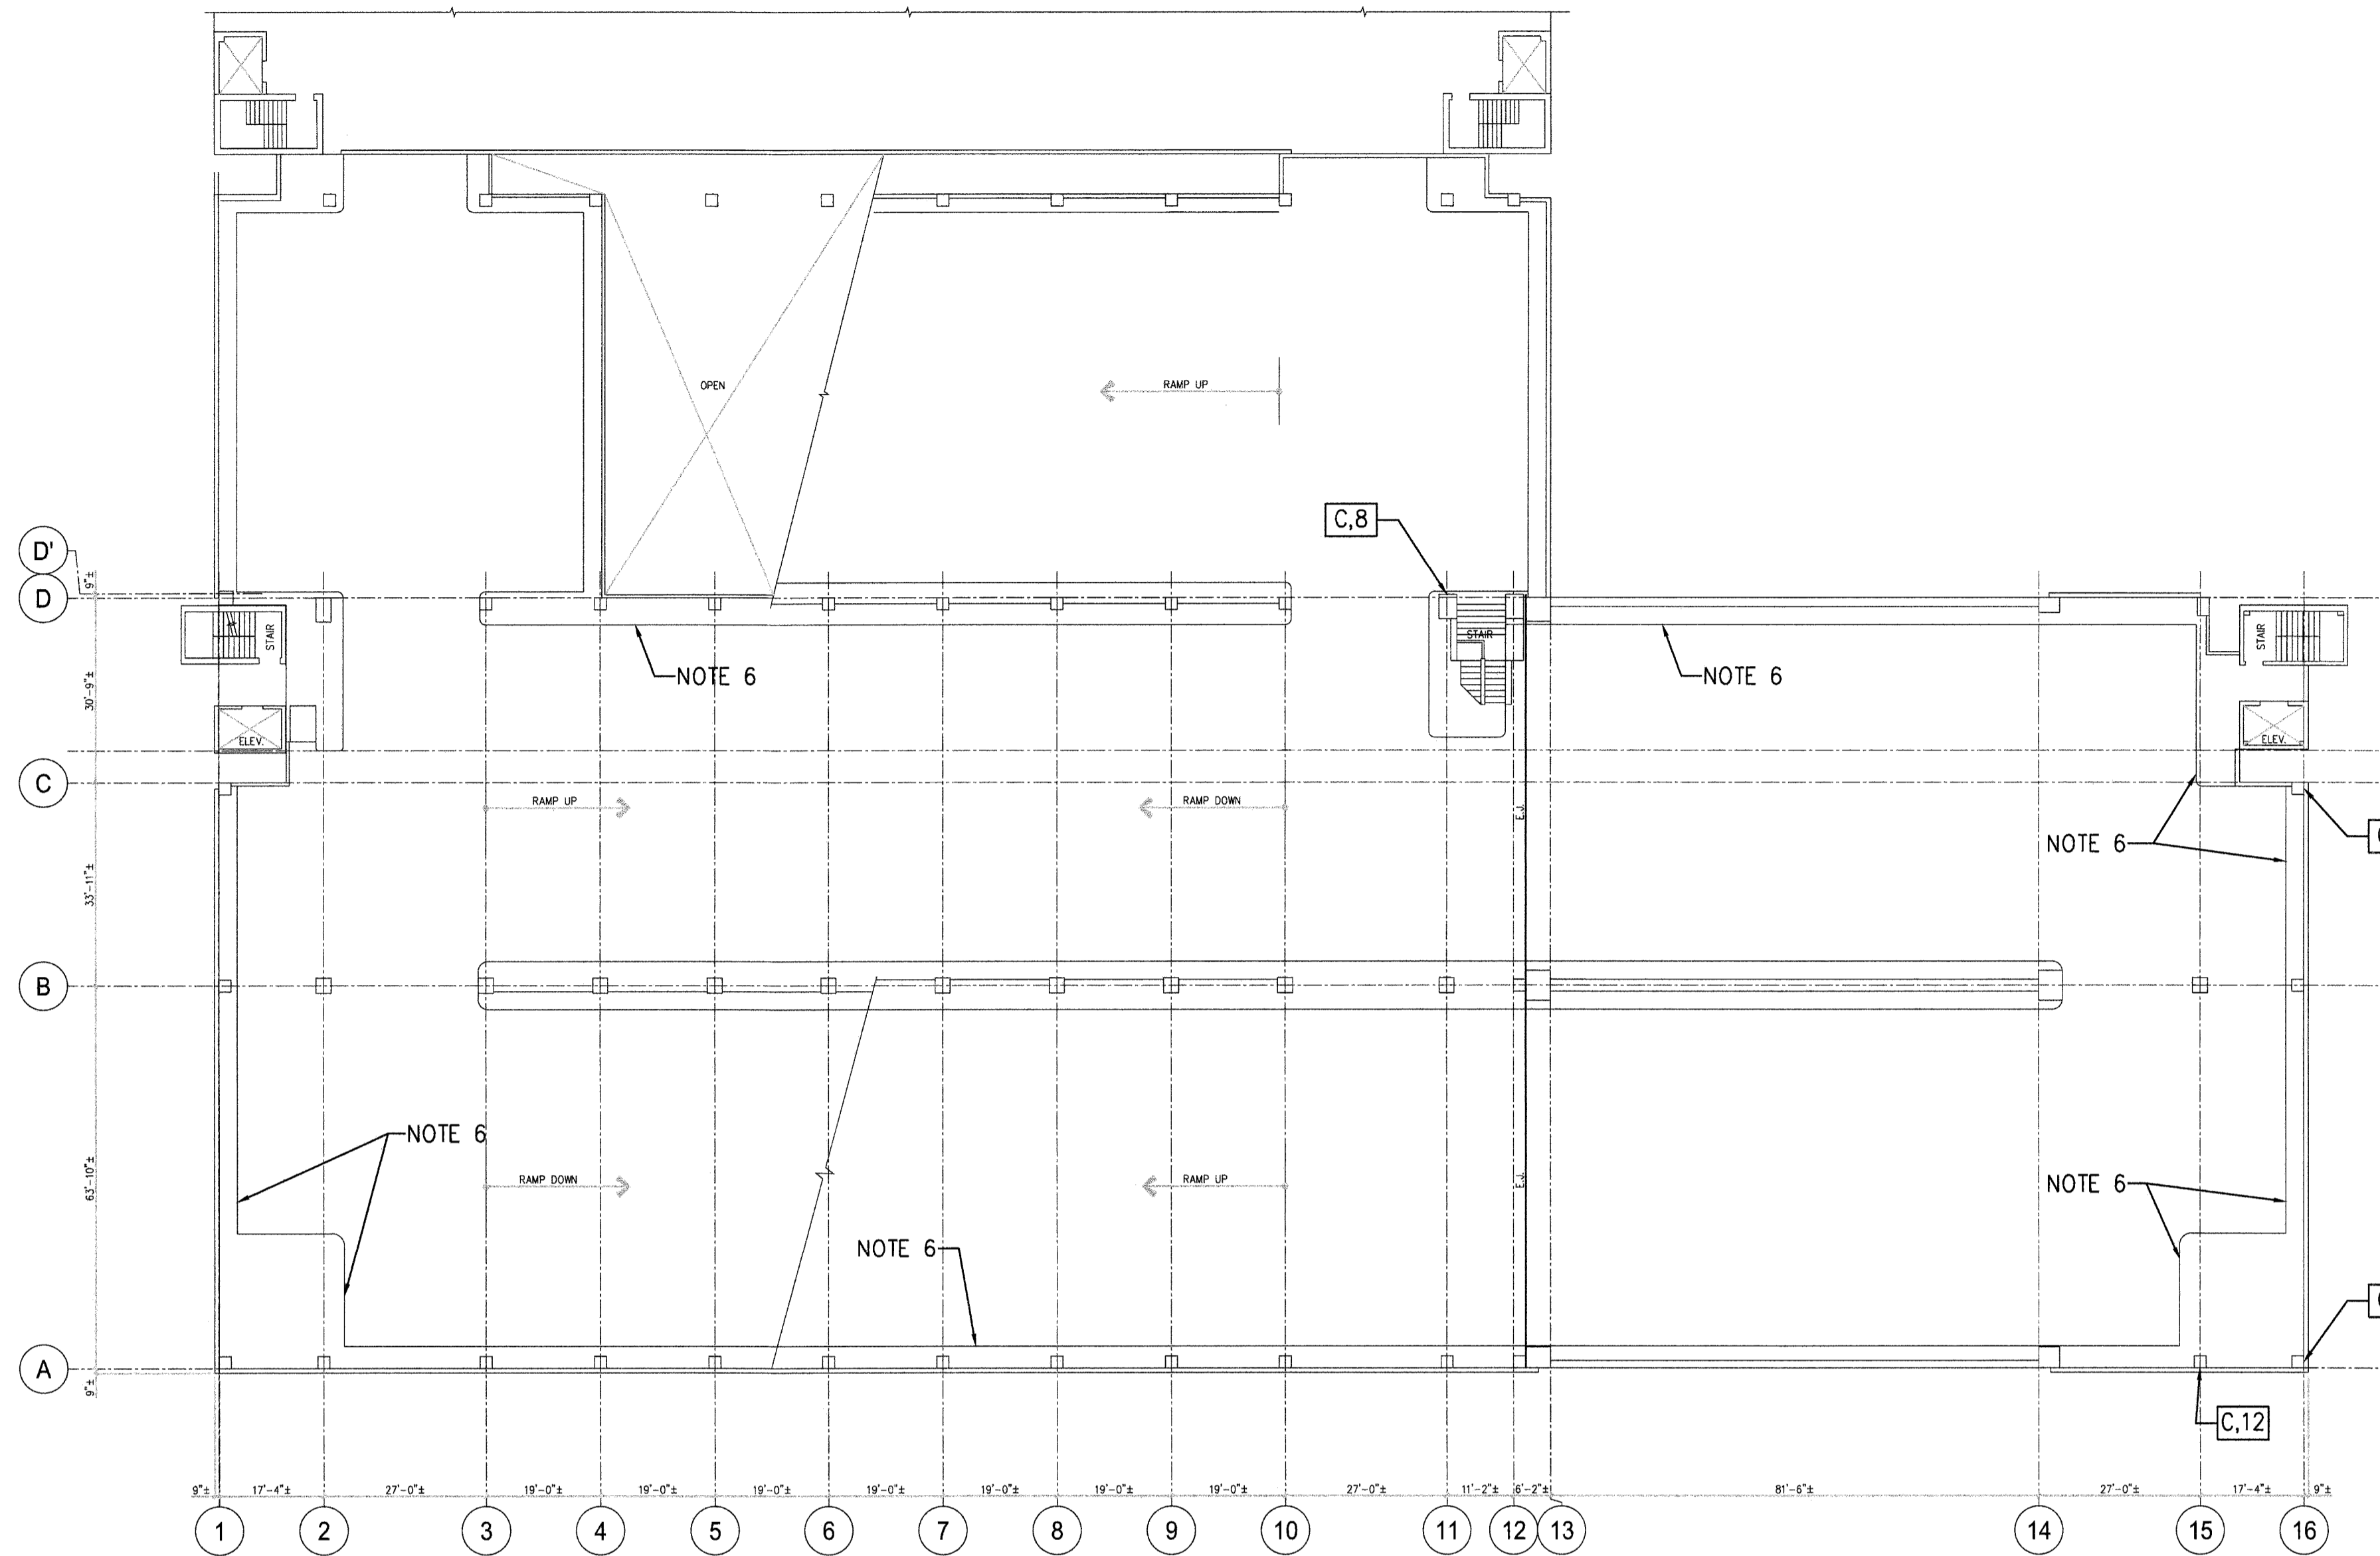 OPEN
RAMP UP
C,8
D'
9"±
D
STAIR
STAIR
STAIR
NOTE 6
NOTE 6
30'-9"±
ELEV.
ELEV.
C
RAMP UP
RAMP DOWN
E.J.
NOTE 6
33'-11"±
B
NOTE 6
RAMP DOWN
RAMP UP
E.J.
NOTE 6
63'-10"±
NOTE 6
A
9"±
C,12
9"± 17'-4"± 27'-0"± 19'-0"± 19'-0"± 19'-0"± 19'-0"± 19'-0"± 19'-0"± 19'-0"± 27'-0"± 11'-2"± 6'-2"± 81'-6"± 27'-0"± 17'-4"± 9"±
1 2 3 4 5 6 7 8 9 10 11 12 13 14 15 16